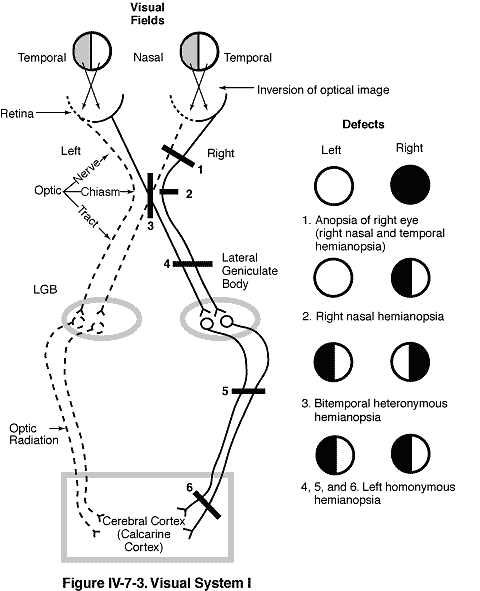 Visual
Fields
Temporal
Nasal
Temporal
Inversion of optical image
Retina
Left
Right
Nerve
1
Optic
Chiasm
2
3
Tract
4
Lateral
Geniculate
Body
LGB
5
Optic
Radiation
6
Cerebral Cortex
(Calcarine
Cortex)
Defects
Left
Right
1. Anopsia of right eye
(right nasal and temporal
hemianopsia)
2. Right nasal hemianopsia
3. Bitemporal heteronymous
hemianopsia
4, 5, and 6. Left homonymous
hemianopsia
Figure IV-7-3. Visual System I